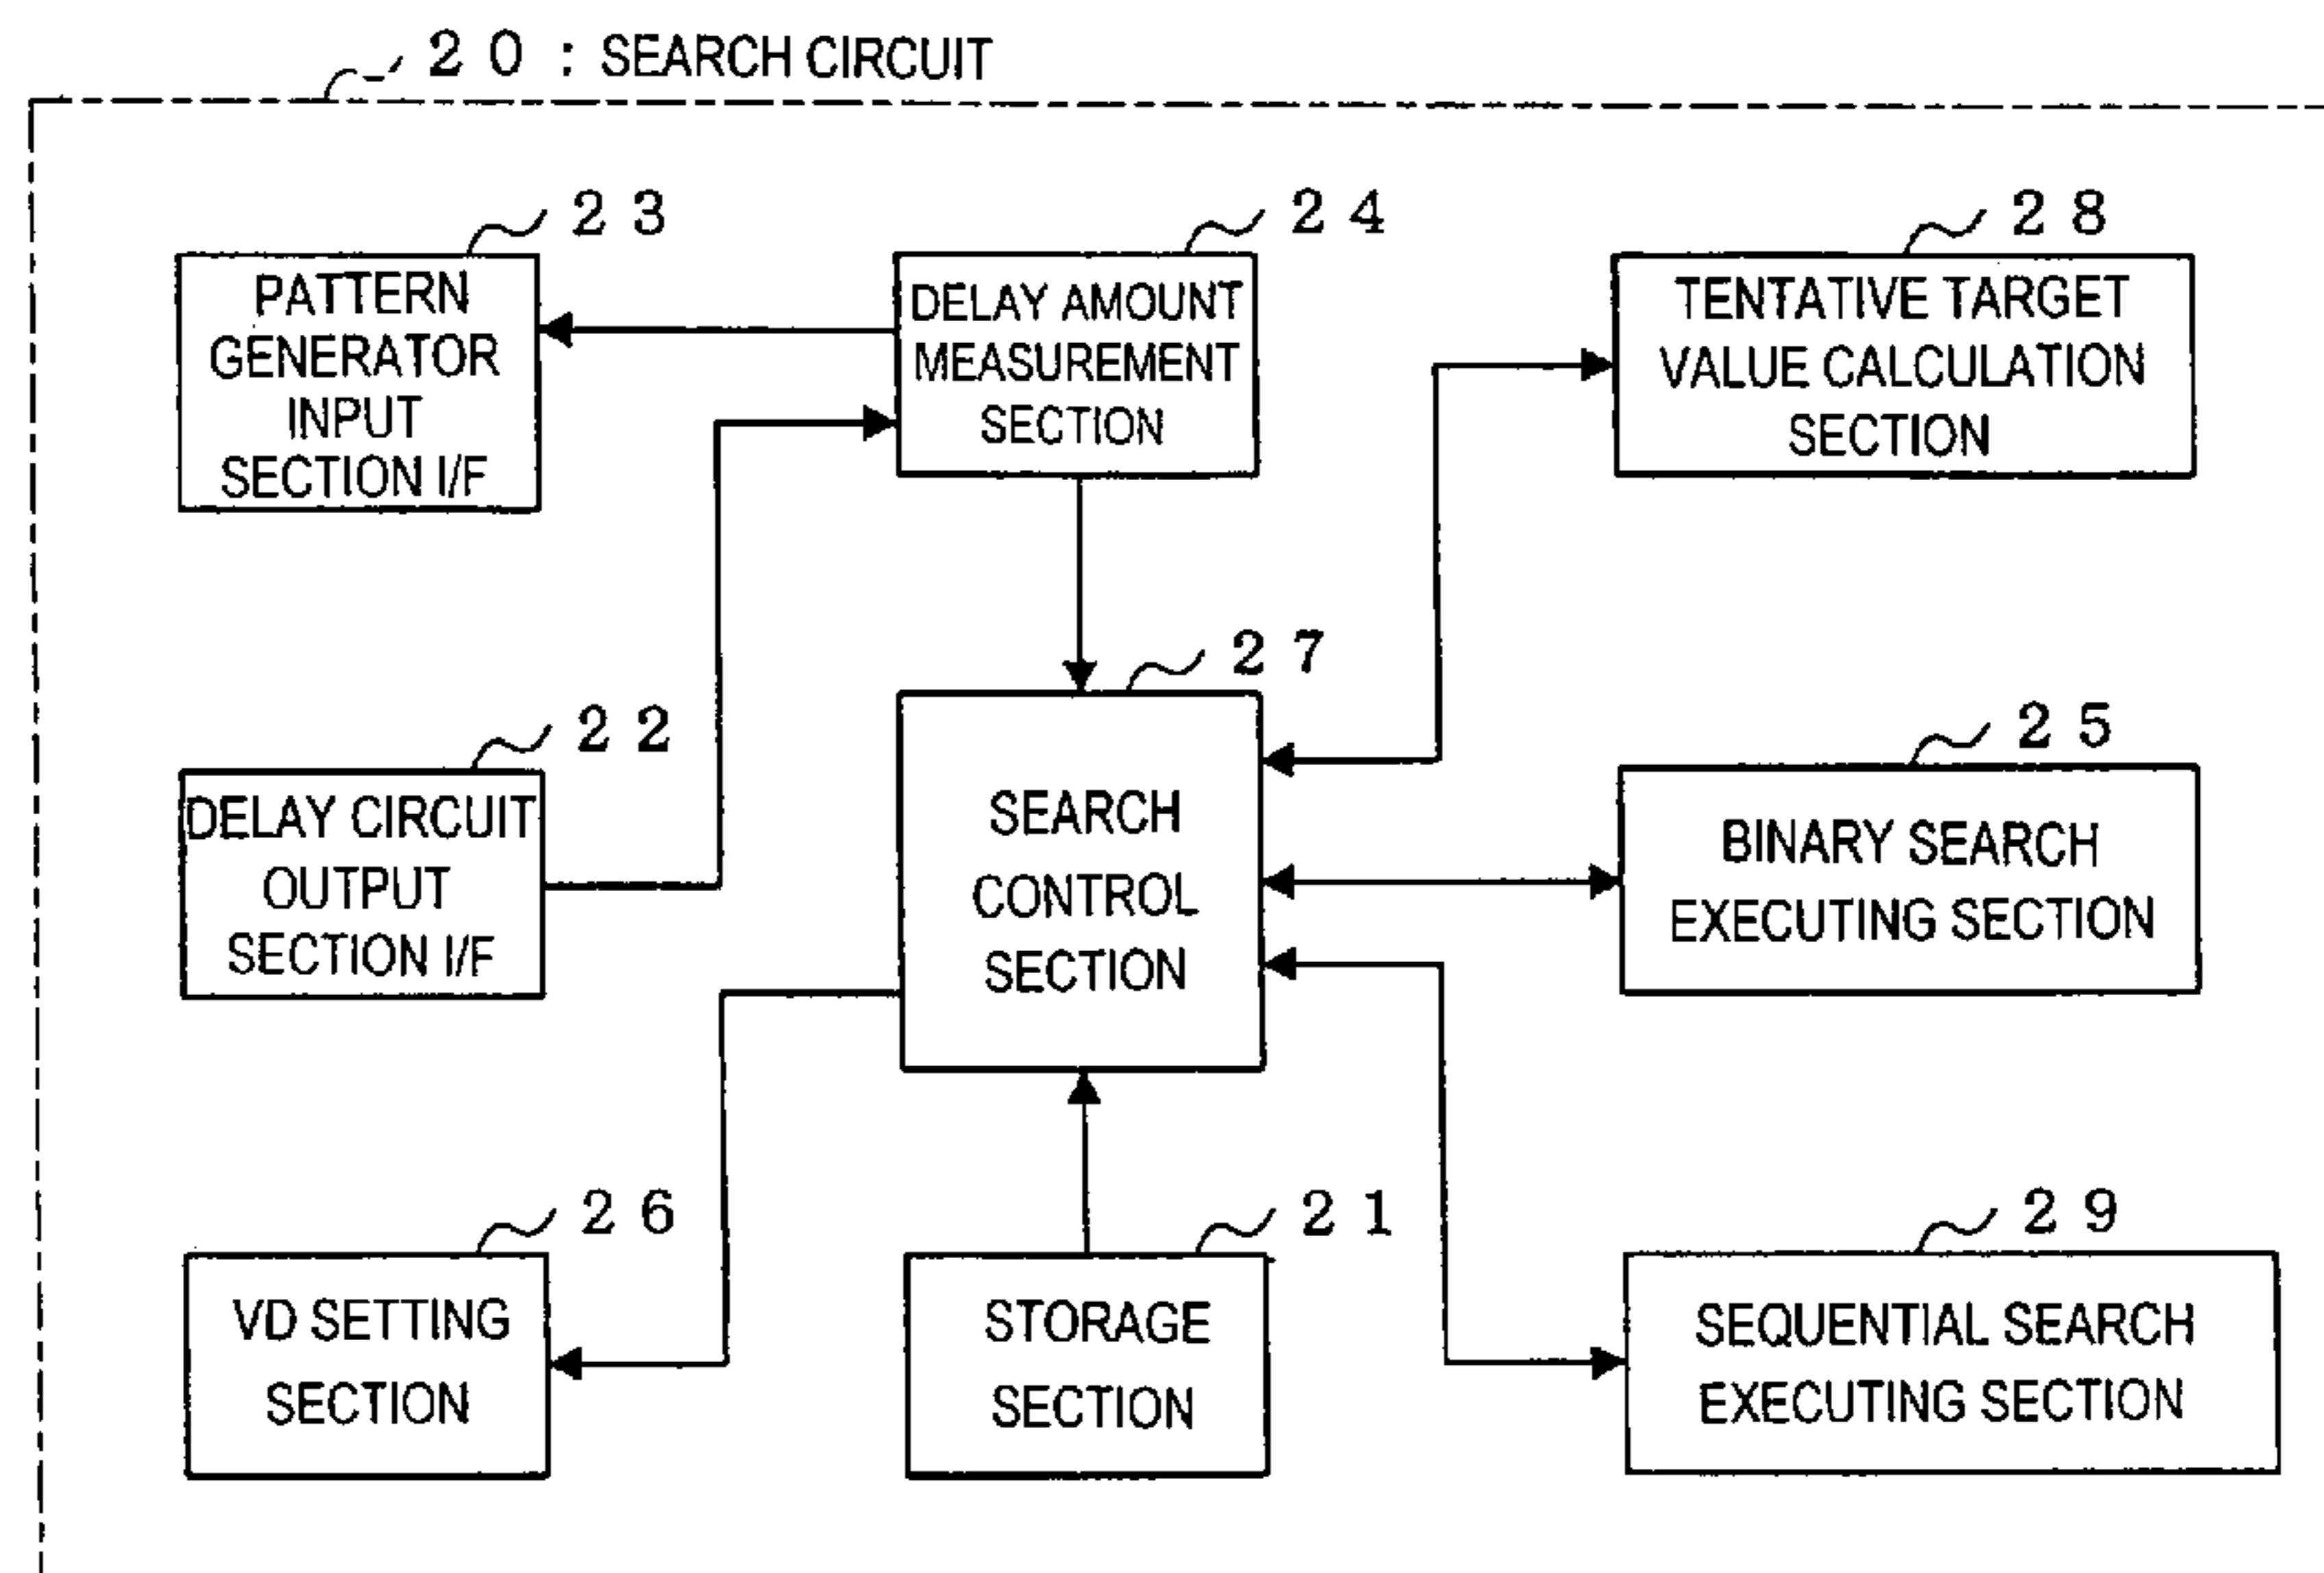 20 : SEARCH CIRCUIT
23
PATTERN
GENERATOR
INPUT
SECTION I/F
24
DELAY AMOUNT
MEASUREMENT
SECTION
28
TENTATIVE TARGET
VALUE CALCULATION
SECTION
22
DELAY CIRCUIT
OUTPUT
SECTION I/F
27
SEARCH
CONTROL
SECTION
25
BINARY SEARCH
EXECUTING SECTION
26
VD SETTING
SECTION
21
STORAGE
SECTION
29
SEQUENTIAL SEARCH
EXECUTING SECTION